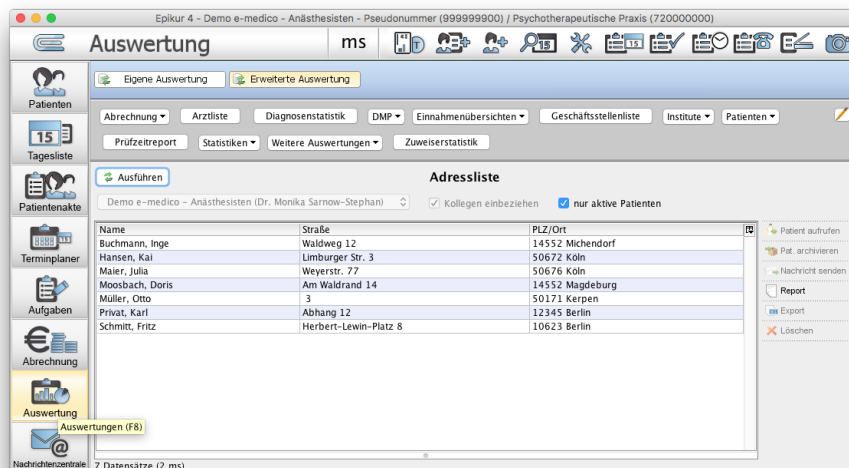 Epikur 4 - Demo e-medico - Anästhesisten - Pseudonummer (999999900) / Psychotherapeutische Praxis (720000000)
Auswertung ms
Patienten
15
Tagesliste
Patientenakte
Terminplaner
Aufgaben
Abrechnung
Auswertung
Auswertungen (F8)
Nachrichtenzentrale
Eigene Auswertung Erweiterte Auswertung
Abrechnung Arztliste Diagnosenstatistik DMP Einnahmenübersichten Geschäftsstellenliste Institute Patienten
Prüfzeitreport Statistiken Weitere Auswertungen Zuweiserstatistik
Ausführen Adressliste
Demo e-medico - Anästhesisten (Dr. Monika Sarnow-Stephan) Kollegen einbeziehen nur aktive Patienten
Name Straße PLZ/Ort
Buchmann, Inge Waldweg 12 14552 Michendorf
Hansen, Kai Limburger Str. 3 50672 Köln
Maier, Julia Weyerstr. 77 50676 Köln
Moosbach, Doris Am Waldrand 14 14552 Magdeburg
Müller, Otto 3 50171 Kerpen
Privat, Karl Abhang 12 12345 Berlin
Schmitt, Fritz Herbert-Lewin-Platz 8 10623 Berlin
Patient aufrufen
Pat. archivieren
Nachricht senden
Report
Export
Löschen
7 Datensätze (2 ms)